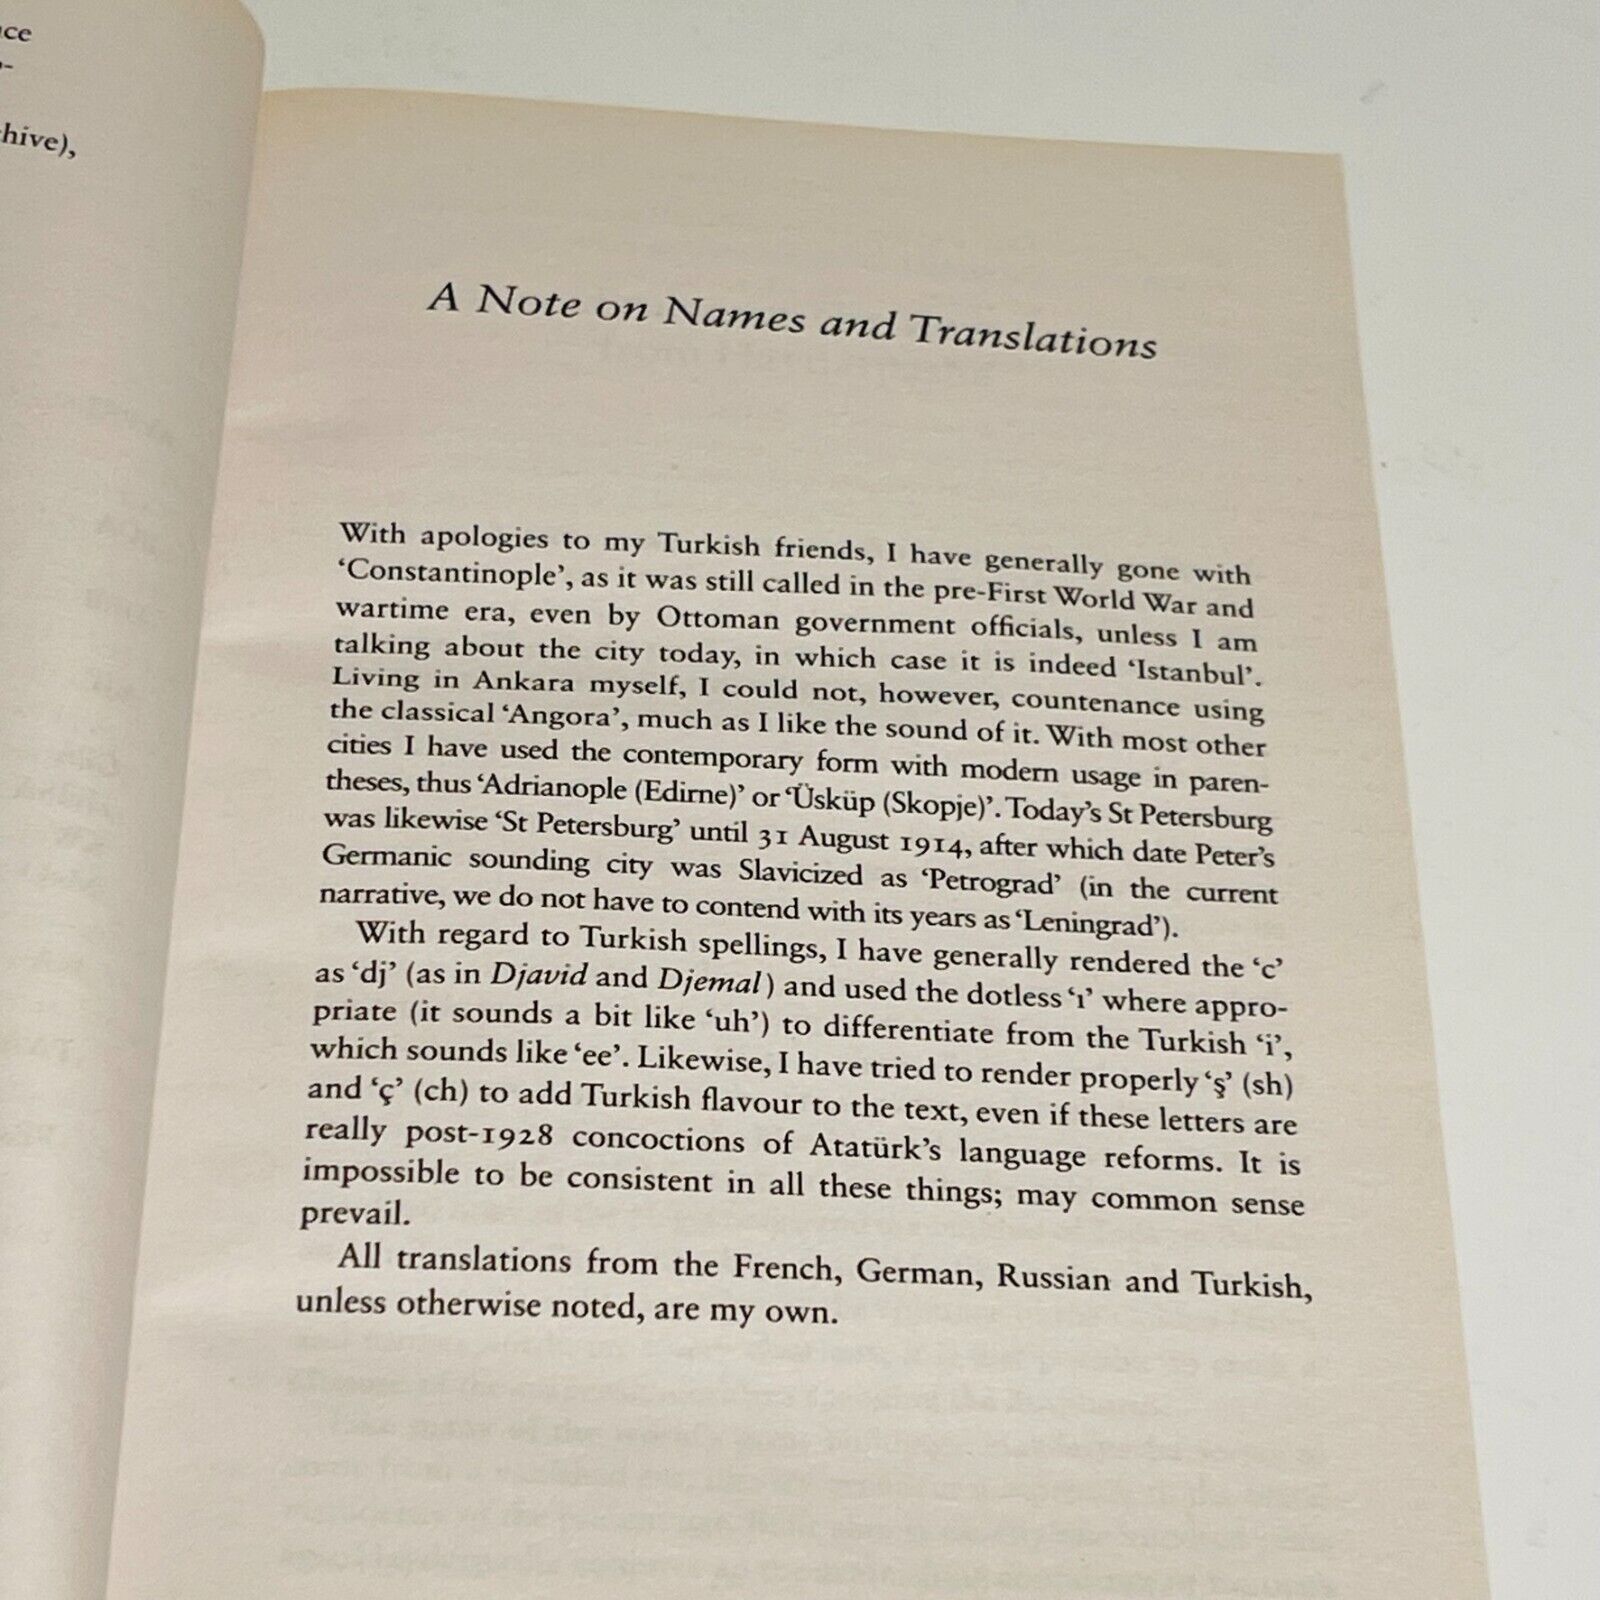 ce
hive),
A Note on Names and Translations
With apologies to my Turkish friends, I have generally gone with
‘Constantinople’, as it was still called in the pre-First World War and
wartime era, even by Ottoman government officials, unless I am
talking about the city today, in which case it is indeed ‘Istanbul’.
Living in Ankara myself, I could not, however, countenance using
the classical ‘Angora’, much as I like the sound of it. With most other
cities I have used the contemporary form with modern usage in paren-
theses, thus ‘Adrianople (Edirne)’ or ‘Üsküp (Skopje)’. Today’s St Petersburg
was likewise ‘St Petersburg’ until 31 August 1914, after which date Peter’s
Germanic sounding city was Slavicized as ‘Petrograd’ (in the current
narrative, we do not have to contend with its years as ‘Leningrad’).
With regard to Turkish spellings, I have generally rendered the ‘c’
as ‘dj’ (as in Djavid and Djemal) and used the dotless ‘ı’ where appro-
priate (it sounds a bit like ‘uh’) to differentiate from the Turkish ‘i’,
which sounds like ‘ee’. Likewise, I have tried to render properly ‘ş’ (sh)
and ‘ç’ (ch) to add Turkish flavour to the text, even if these letters are
really post-1928 concoctions of Atatürk’s language reforms. It is
impossible to be consistent in all these things; may common sense
prevail.
All translations from the French, German, Russian and Turkish,
unless otherwise noted, are my own.